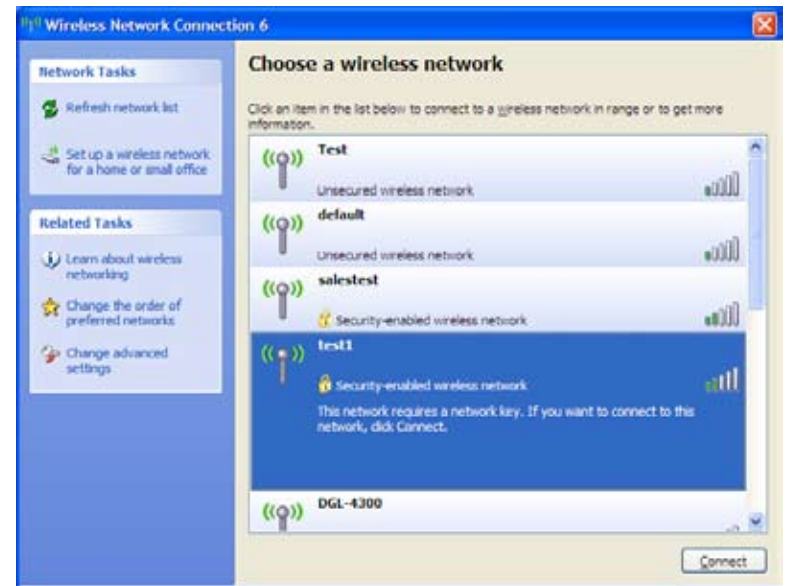 Wireless Network Connection 6
Network Tasks
Refresh network list
Set up a wireless network
for a home or small office
Related Tasks
Learn about wireless
networking
Change the order of
preferred networks
Change advanced
settings
Choose a wireless network
Click an item in the list below to connect to a wireless network in range or to get more
information.
Test
Unsecured wireless network
default
Unsecured wireless network
salestest
Security-enabled wireless network
test1
Security-enabled wireless network
This network requires a network key. If you want to connect to this
network, click Connect.
DGL-4300
Connect